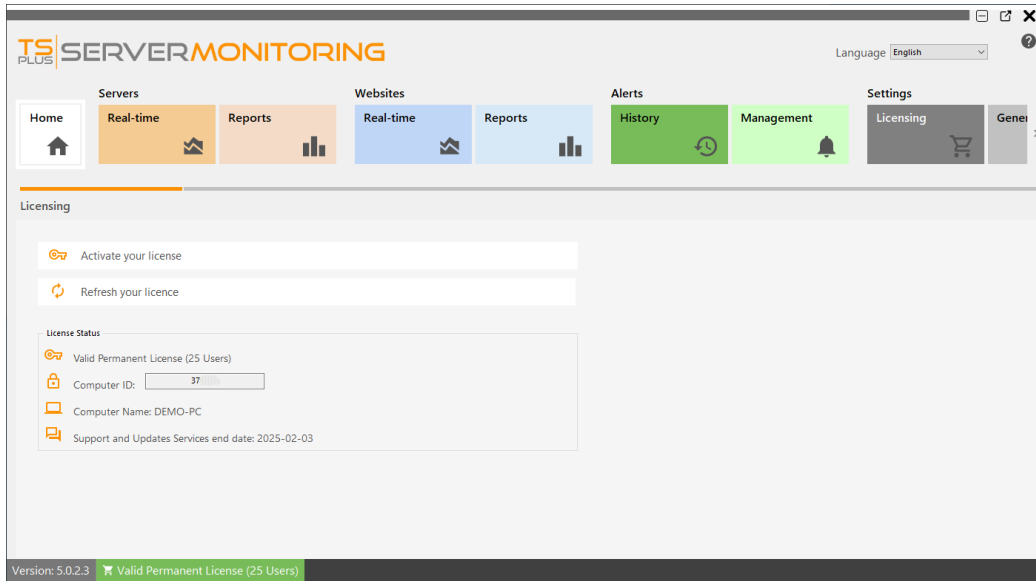 TS PLUS SERVERMONITORING
Language English
Servers Websites Alerts Settings
Home Real-time Reports Real-time Reports History Management Licensing Gener
Licensing
Activate your license
Refresh your licence
License Status
Valid Permanent License (25 Users)
Computer ID: 37
Computer Name: DEMO-PC
Support and Updates Services end date: 2025-02-03
Version: 5.0.2.3 Valid Permanent License (25 Users)